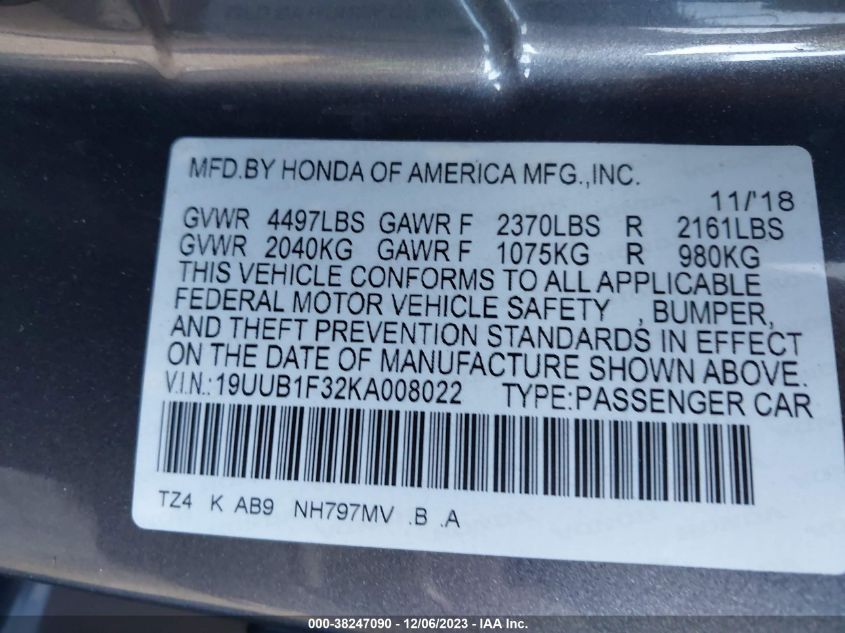 MFD.BY HONDA OF AMERICA MFG.,INC.
11/'18
GVWR 4497LBS GAWR F 2370LBS R 2161LBS
GVWR 2040KG GAWR F 1075KG R 980KG
THIS VEHICLE CONFORMS TO ALL APPLICABLE
FEDERAL MOTOR VEHICLE SAFETY , BUMPER,
AND THEFT PREVENTION STANDARDS IN EFFECT
ON THE DATE OF MANUFACTURE SHOWN ABOVE.
V.I.N.:19UUB1F32KA008022 TYPE:PASSENGER CAR
TZ4 K AB9 NH797MV .B .A
000-38247090 - 12/06/2023 - IAA Inc.